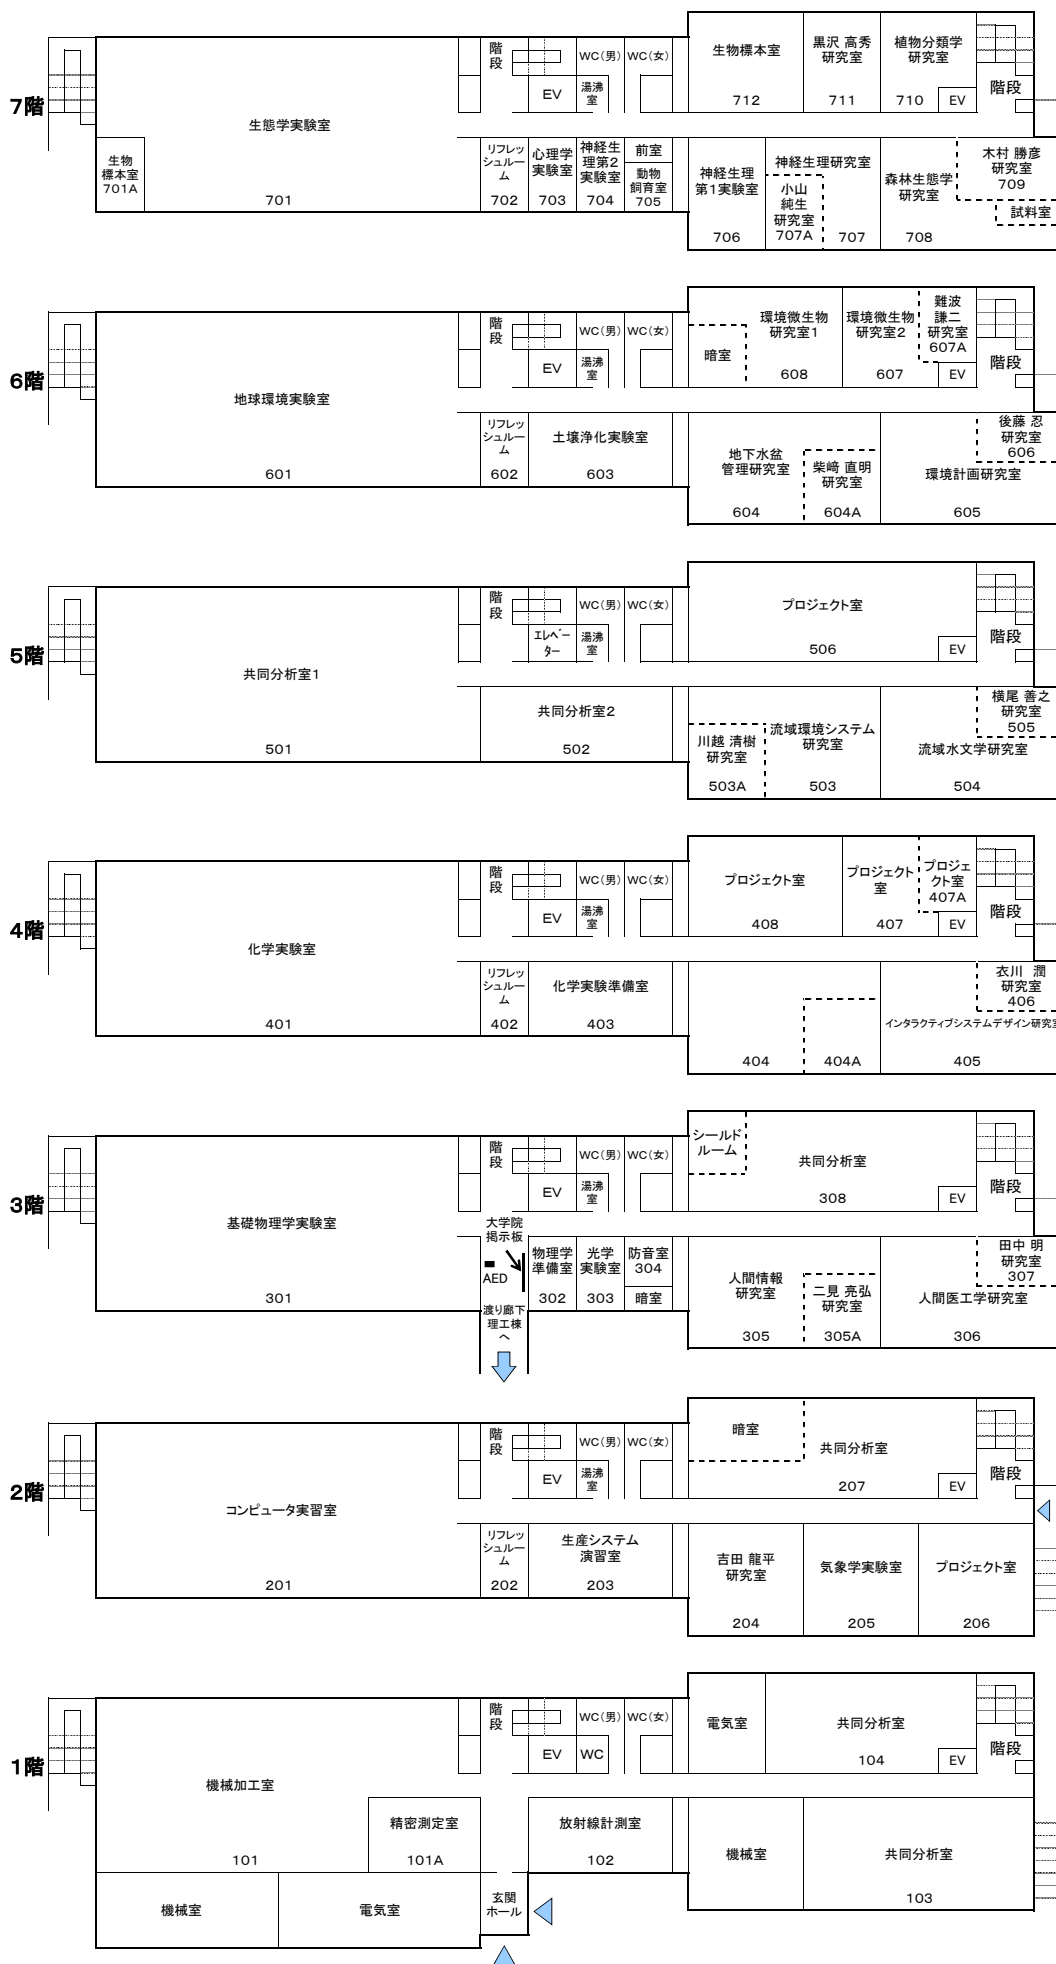 7階
生態学実験室
701
生物
標本室
701A
階
段
EV
WC(男)
WC(女)
湯沸
室
リフレッ
シュルー
ム
702
心理学
実験室
703
神経生
理第2
実験室
704
前室
動物
飼育室
705
生物標本室
712
黒沢 高秀
研究室
711
植物分類学
研究室
710
EV
階段
神経生理
第1実験室
706
神経生理研究室
小山
純生
研究室
707A
707
森林生態学
研究室
708
木村 勝彦
研究室
709
試料室
6階
地球環境実験室
601
階
段
EV
WC(男)
WC(女)
湯沸
室
リフレッ
シュルー
ム
602
土壌浄化実験室
603
暗室
環境微生物
研究室1
608
環境微生物
研究室2
607
難波
謙二
研究室
607A
EV
階段
地下水盆
管理研究室
604
柴﨑 直明
研究室
604A
環境計画研究室
605
後藤 忍
研究室
606
5階
共同分析室1
501
階
段
エレベー
ター
WC(男)
WC(女)
湯沸
室
共同分析室2
502
プロジェクト室
506
EV
階段
川越 清樹
研究室
503A
流域環境システム
研究室
503
流域水文学研究室
504
横尾 善之
研究室
505
4階
化学実験室
401
階
段
EV
WC(男)
WC(女)
湯沸
室
リフレッ
シュルー
ム
402
化学実験準備室
403
プロジェクト室
408
プロジェクト
室
407
プロジェ
クト室
407A
EV
階段
404
404A
インタラクティブシステムデザイン研究室
405
衣川 潤
研究室
406
3階
基礎物理学実験室
301
階
段
EV
WC(男)
WC(女)
湯沸
室
大学院
掲示板
AED
渡り廊下
理工棟
へ
物理学
準備室
302
光学
実験室
303
防音室
304
暗室
シールド
ルーム
共同分析室
308
EV
階段
人間情報
研究室
305
二見 亮弘
研究室
305A
人間医工学研究室
306
田中 明
研究室
307
2階
コンピュータ実習室
201
階
段
EV
WC(男)
WC(女)
湯沸
室
リフレッ
シュルー
ム
202
生産システム
演習室
203
暗室
共同分析室
207
EV
階段
吉田 龍平
研究室
204
気象学実験室
205
プロジェクト室
206
1階
機械加工室
101
精密測定室
101A
機械室
電気室
階
段
EV
WC(男)
WC(女)
WC
放射線計測室
102
玄関
ホール
電気室
共同分析室
104
EV
階段
機械室
共同分析室
103